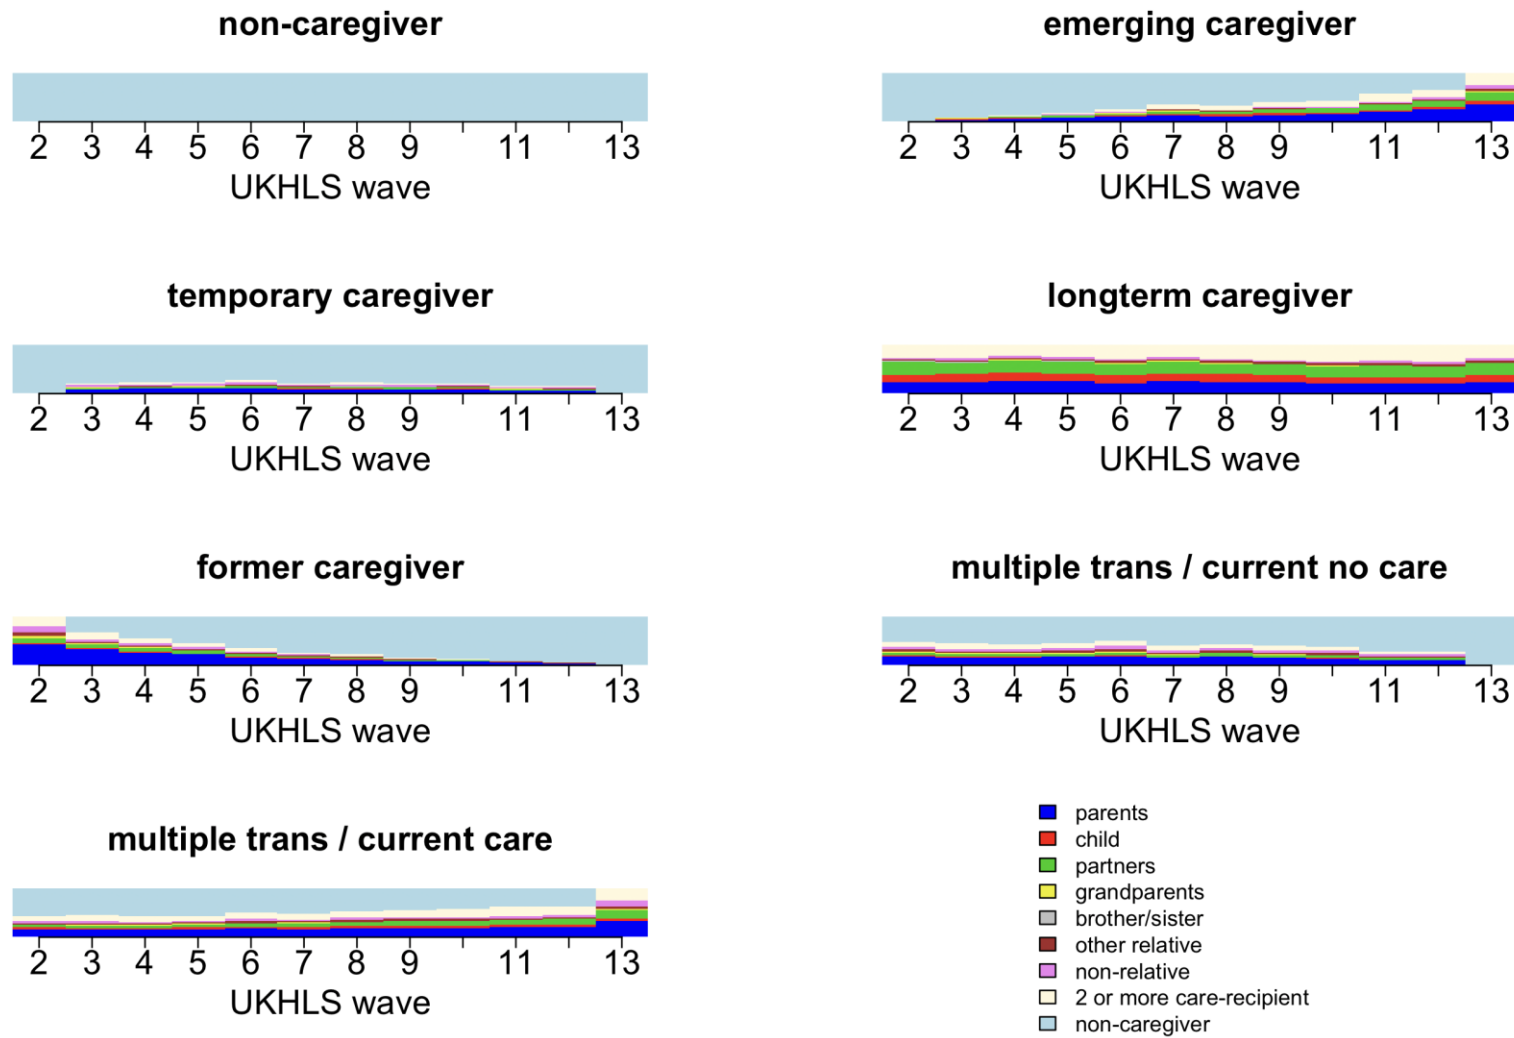 non-caregiver
2 3 4 5 6 7 8 9 11 13
UKHLS wave
emerging caregiver
2 3 4 5 6 7 8 9 11 13
UKHLS wave
temporary caregiver
2 3 4 5 6 7 8 9 11 13
UKHLS wave
longterm caregiver
2 3 4 5 6 7 8 9 11 13
UKHLS wave
former caregiver
2 3 4 5 6 7 8 9 11 13
UKHLS wave
multiple trans / current no care
2 3 4 5 6 7 8 9 11 13
UKHLS wave
multiple trans / current care
2 3 4 5 6 7 8 9 11 13
UKHLS wave
parents
child
partners
grandparents
brother/sister
other relative
non-relative
2 or more care-recipient
non-caregiver